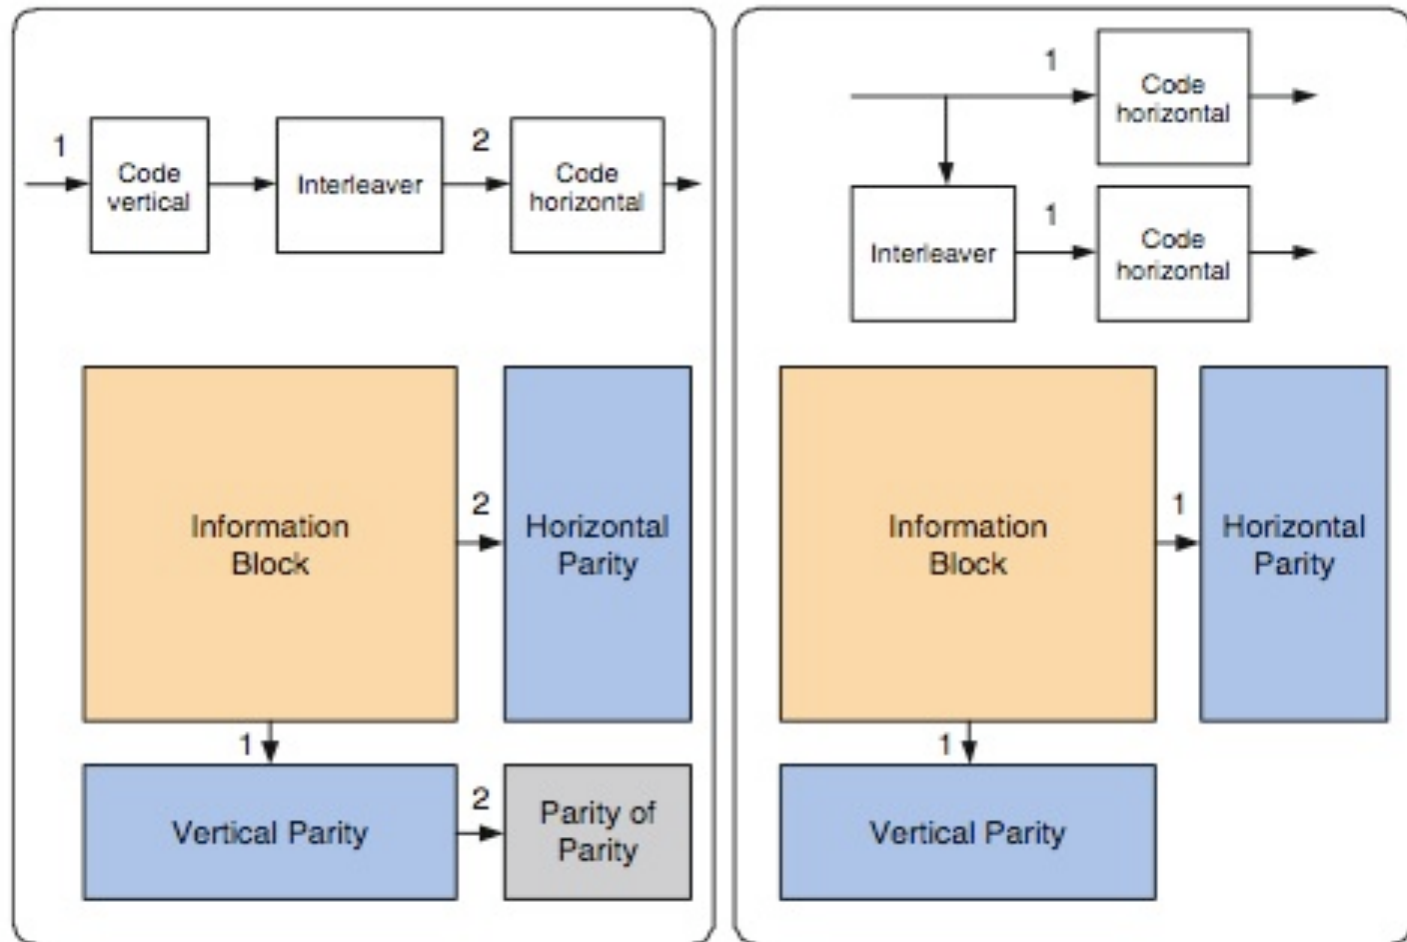 1
Code
vertical
Interleaver
2
Code
horizontal
Information
Block
2
Horizontal
Parity
1
Vertical Parity
2
Parity of
Parity
1
Code
horizontal
Interleaver
1
Code
horizontal
Information
Block
1
Horizontal
Parity
1
Vertical Parity